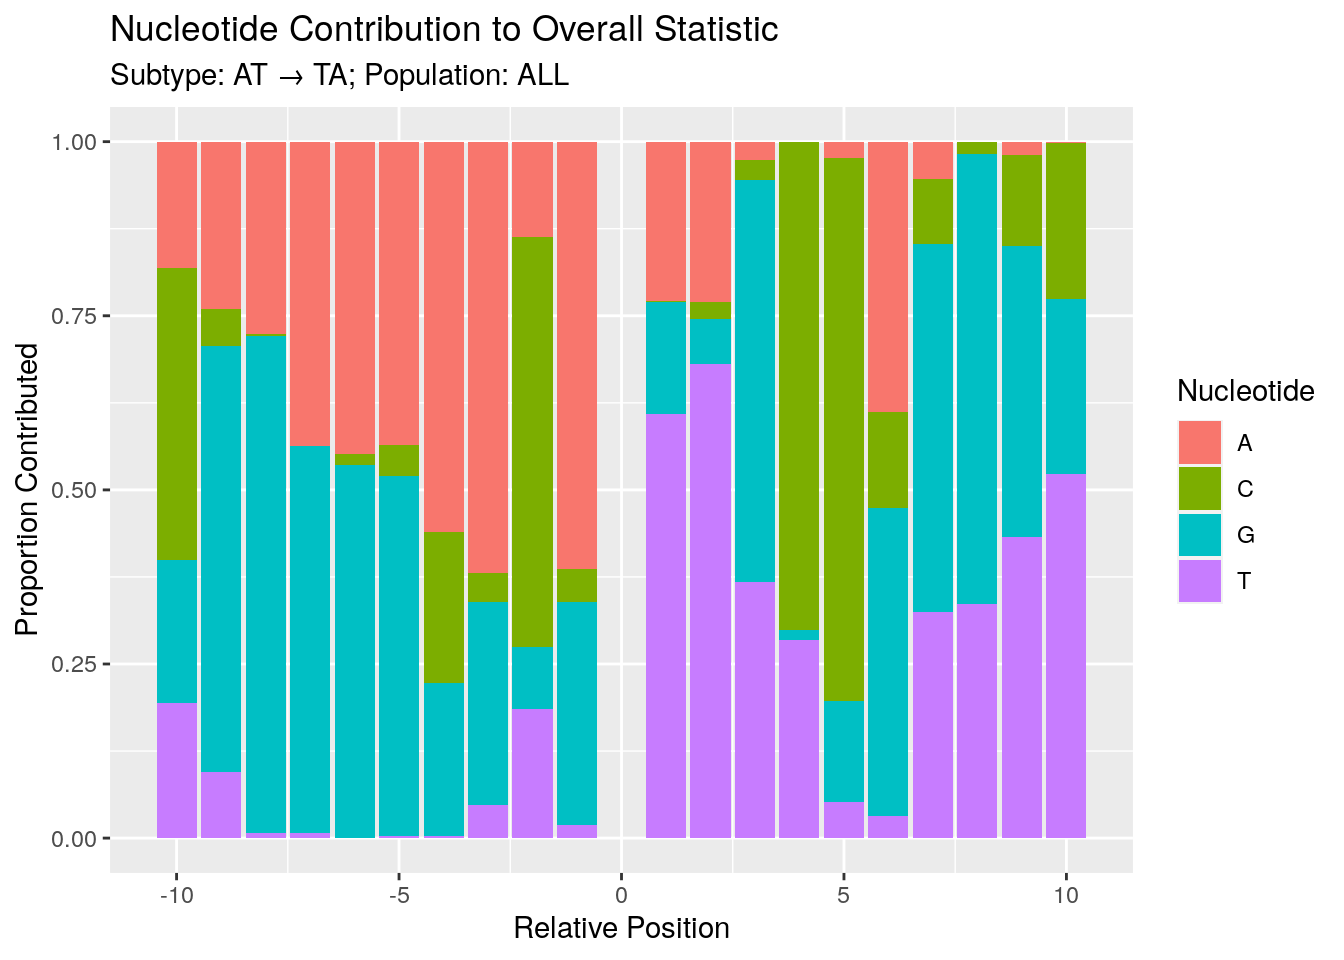 Nucleotide Contribution to Overall Statistic
Subtype: AT → TA; Population: ALL
Proportion Contributed
1.00
0.75
0.50
0.25
0.00
-10
-5
0
5
10
Relative Position
Nucleotide
A
C
G
T